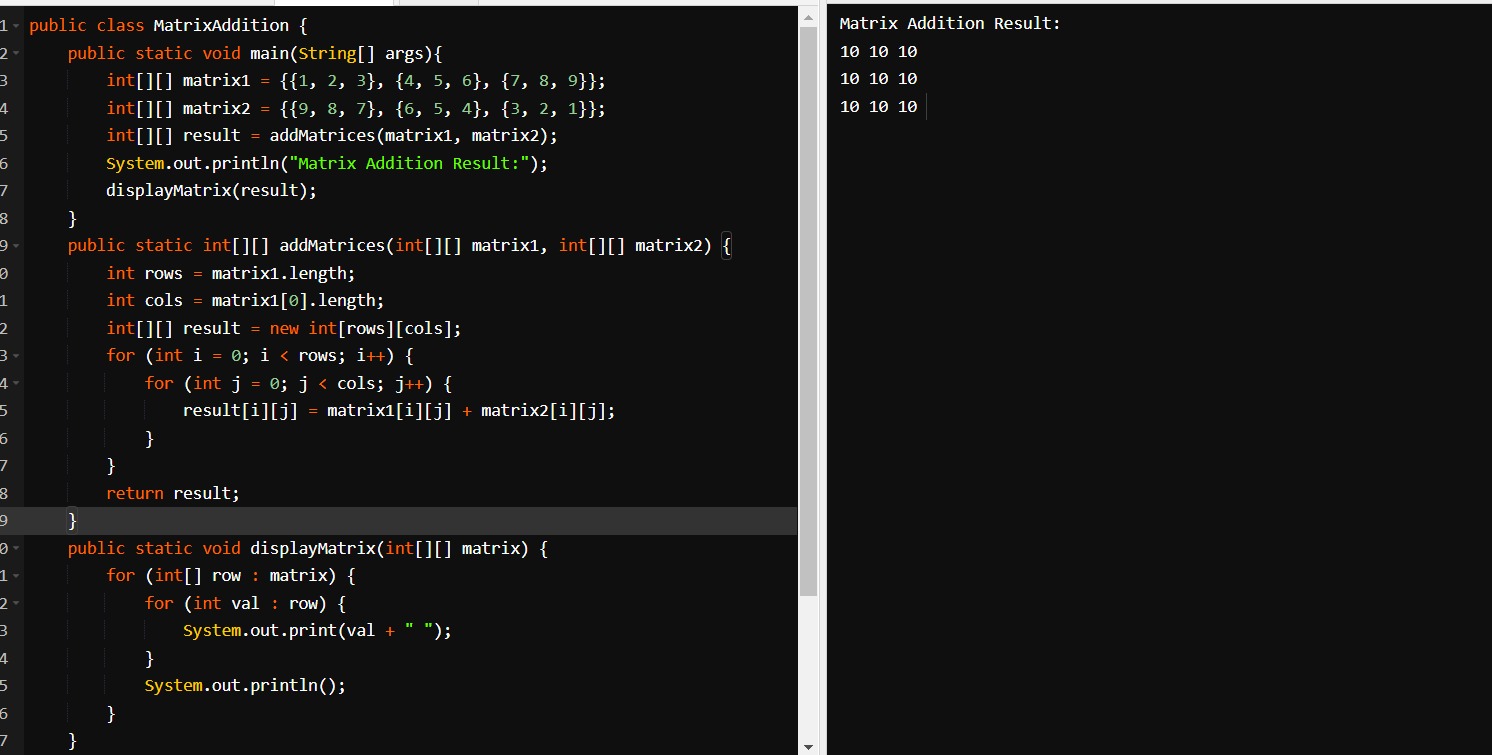 1 public class MatrixAddition {
2 public static void main(String[] args){
3 int[][] matrix1 = {{1, 2, 3}, {4, 5, 6}, {7, 8, 9}};
4 int[][] matrix2 = {{9, 8, 7}, {6, 5, 4}, {3, 2, 1}};
5 int[][] result = addMatrices(matrix1, matrix2);
6 System.out.println("Matrix Addition Result:");
7 displayMatrix(result);
8 }
9 public static int[][] addMatrices(int[][] matrix1, int[][] matrix2) {
0 int rows = matrix1.length;
1 int cols = matrix1[0].length;
2 int[][] result = new int[rows][cols];
3 for (int i = 0; i < rows; i++) {
4 for (int j = 0; j < cols; j++) {
5 result[i][j] = matrix1[i][j] + matrix2[i][j];
6 }
7 }
8 return result;
9 }
0 public static void displayMatrix(int[][] matrix) {
1 for (int[] row : matrix) {
2 for (int val : row) {
3 System.out.print(val + " ");
4 }
5 System.out.println();
6 }
7 }
Matrix Addition Result:
10 10 10
10 10 10
10 10 10